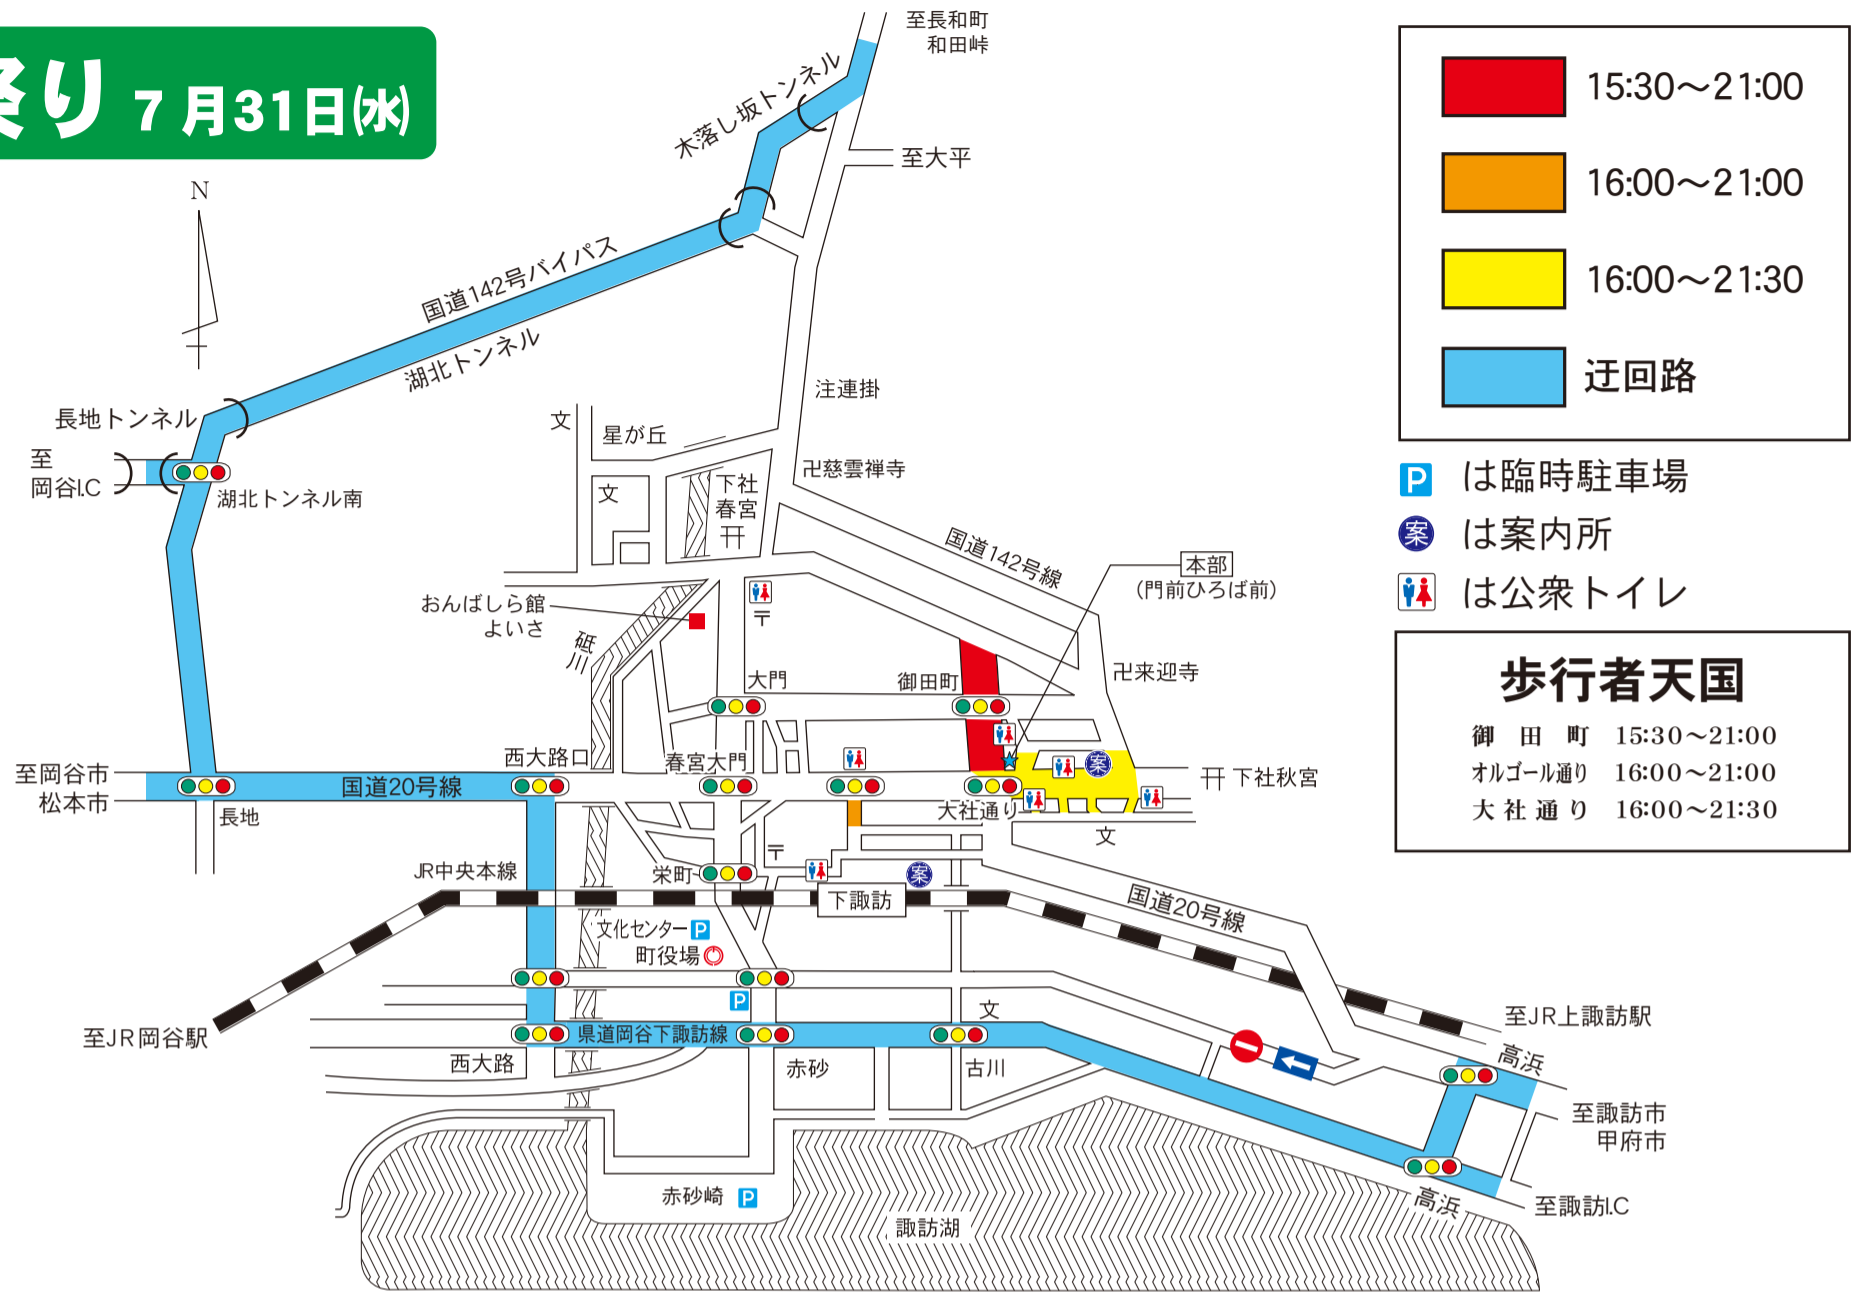 祭り 7月31日(水)
N
至長和町
和田峠
木落し坂トンネル
至大平
国道142号バイパス
湖北トンネル
長地トンネル
至
岡谷I.C
湖北トンネル南
注連掛
文
星が丘
文
下社
春宮
卍慈雲禅寺
国道142号線
本部
(門前ひろば前)
おんばしら館
よいさ
砥川
〒
大門
御田町
卍来迎寺
西大路口
春宮大門
案
下社秋宮
至岡谷市
松本市
国道20号線
長地
大社通り
文
JR中央本線
栄町
〒
案
下諏訪
国道20号線
文化センター P
町役場
P
文
至JR岡谷駅
県道岡谷下諏訪線
西大路
赤砂
古川
至JR上諏訪駅
高浜
至諏訪市
甲府市
赤砂崎 P
諏訪湖
高浜
至諏訪I.C
15:30〜21:00
16:00〜21:00
16:00〜21:30
迂回路
P は臨時駐車場
案 は案内所
は公衆トイレ
歩行者天国
御田町 15:30〜21:00
オルゴール通り 16:00〜21:00
大社通り 16:00〜21:30